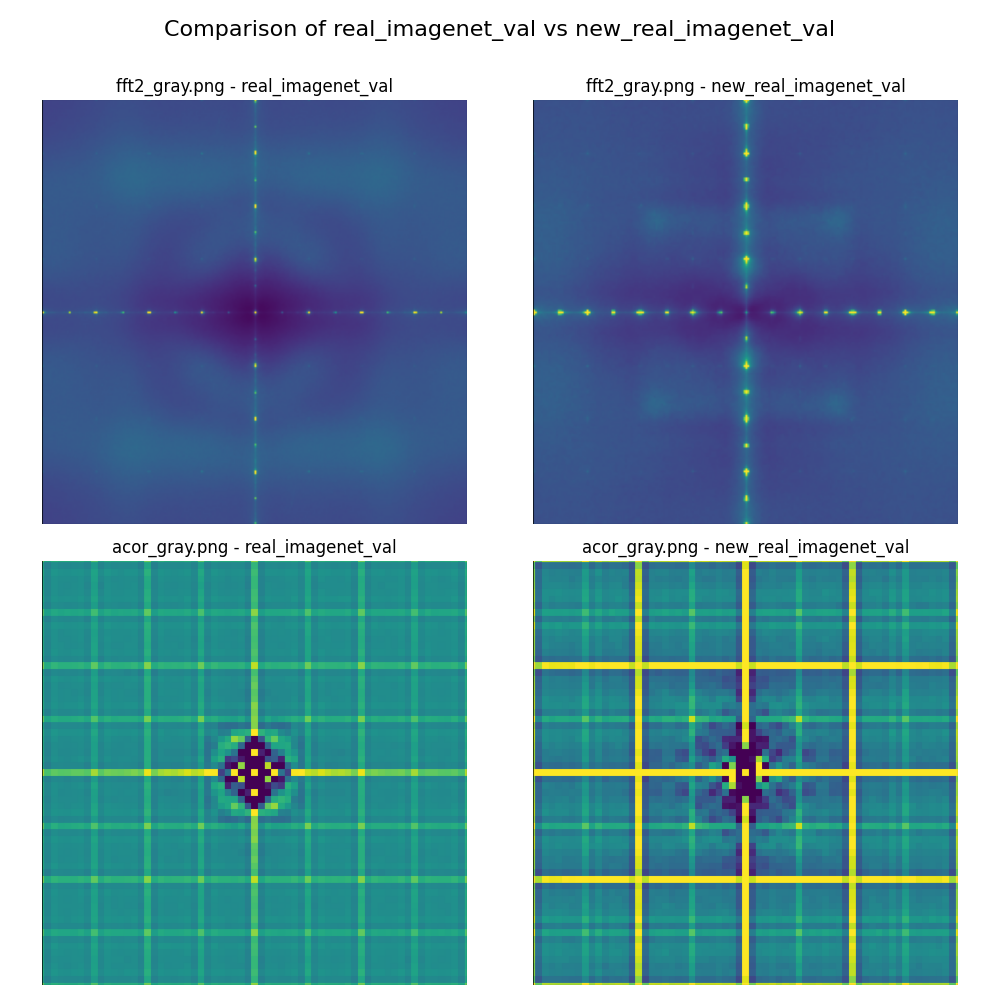 Comparison of real_imagenet_val vs new_real_imagenet_val
fft2_gray.png - real_imagenet_val
fft2_gray.png - new_real_imagenet_val
acor_gray.png - real_imagenet_val
acor_gray.png - new_real_imagenet_val